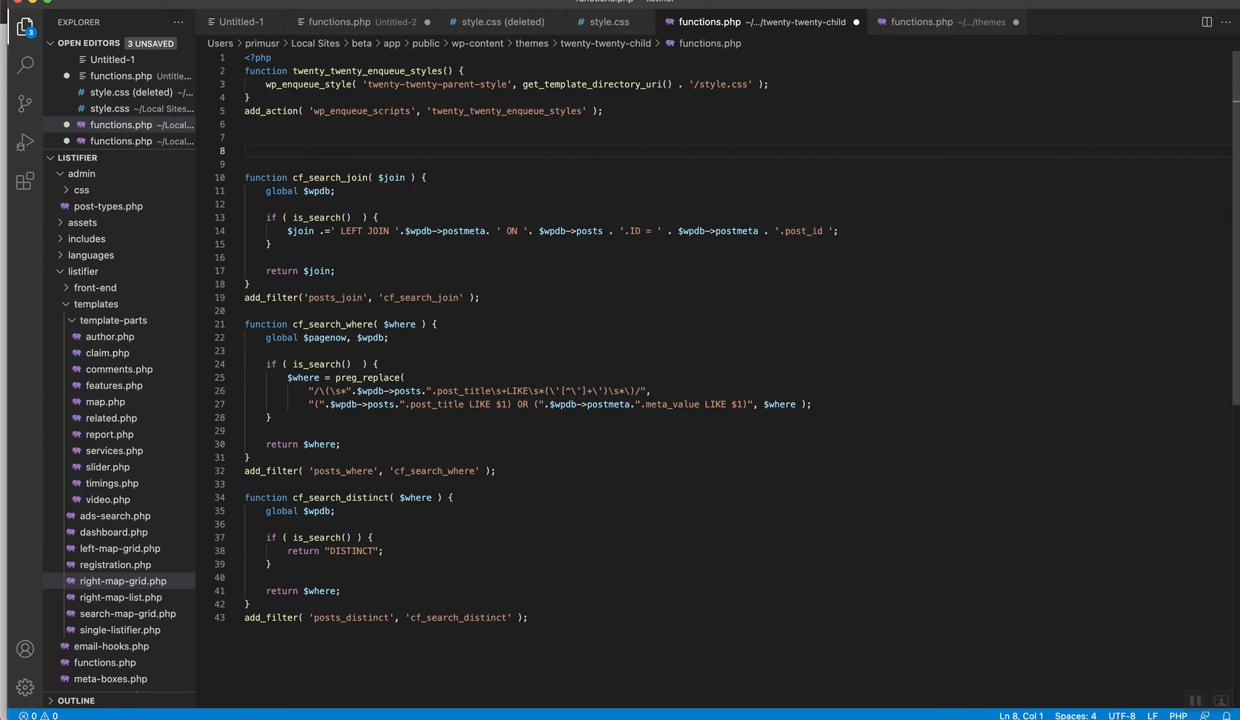 EXPLORER
OPEN EDITORS 3 UNSAVED
Untitled-1
functions.php Untitle...
style.css (deleted) ~/...
style.css ~/Local Sites...
functions.php ~/Local...
functions.php ~/Loc...
LISTIFIER
admin
css
post-types.php
assets
includes
languages
listifier
front-end
templates
template-parts
author.php
claim.php
comments.php
features.php
map.php
related.php
report.php
services.php
slider.php
timings.php
video.php
ads-search.php
dashboard.php
left-map-grid.php
registration.php
right-map-grid.php
right-map-list.php
search-map-grid.php
single-listifier.php
email-hooks.php
functions.php
meta-boxes.php
OUTLINE
3
Untitled-1 functions.php Untitled-2 style.css (deleted) style.css functions.php ~/.../twenty-twenty-child functions.php ~/.../themes
Users > primusr > Local Sites > beta > app > public > wp-content > themes > twenty-twenty-child > functions.php
1 <?php
2 function twenty_twenty_enqueue_styles() {
3 wp_enqueue_style( 'twenty-twenty-parent-style', get_template_directory_uri() . '/style.css' );
4 }
5 add_action( 'wp_enqueue_scripts', 'twenty_twenty_enqueue_styles' );
6
7
8
9
10 function cf_search_join( $join ) {
11 global $wpdb;
12
13 if ( is_search()  ) {
14 $join .=' LEFT JOIN '.$wpdb->postmeta. ' ON '. $wpdb->posts . '.ID = ' . $wpdb->postmeta . '.post_id ';
15 }
16
17 return $join;
18 }
19 add_filter('posts_join', 'cf_search_join' );
20
21 function cf_search_where( $where ) {
22 global $pagenow, $wpdb;
23
24 if ( is_search()  ) {
25 $where = preg_replace(
26 "/\(\s*".$wpdb->posts.".post_title\s+LIKE\s*(\'[^\']+\')\s*\)/",
27 "(".$wpdb->posts.".post_title LIKE $1) OR (".$wpdb->postmeta.".meta_value LIKE $1)", $where );
28 }
29
30 return $where;
31 }
32 add_filter( 'posts_where', 'cf_search_where' );
33
34 function cf_search_distinct( $where ) {
35 global $wpdb;
36
37 if ( is_search() ) {
38 return "DISTINCT";
39 }
40
41 return $where;
42 }
43 add_filter( 'posts_distinct', 'cf_search_distinct' );
0 0 Ln 8, Col 1 Spaces: 4 UTF-8 LF PHP